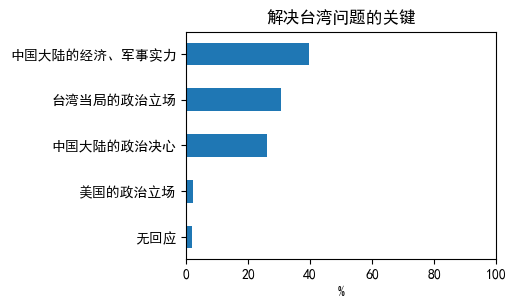 解决台湾问题的关键
中国大陆的经济、军事实力
台湾当局的政治立场
中国大陆的政治决心
美国的政治立场
无回应
0 20 40 60 80 100
%